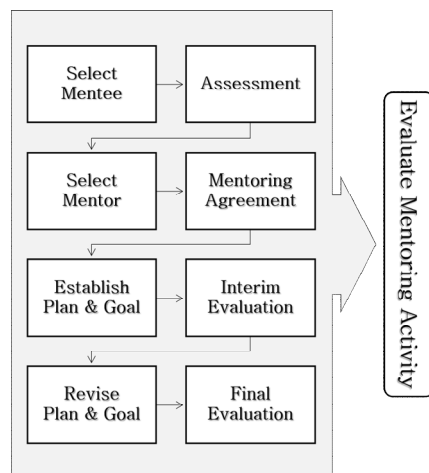 Select
Mentee
Assessment
Select
Mentor
Mentoring
Agreement
Establish
Plan & Goal
Interim
Evaluation
Revise
Plan & Goal
Final
Evaluation
Evaluate Mentoring Activity